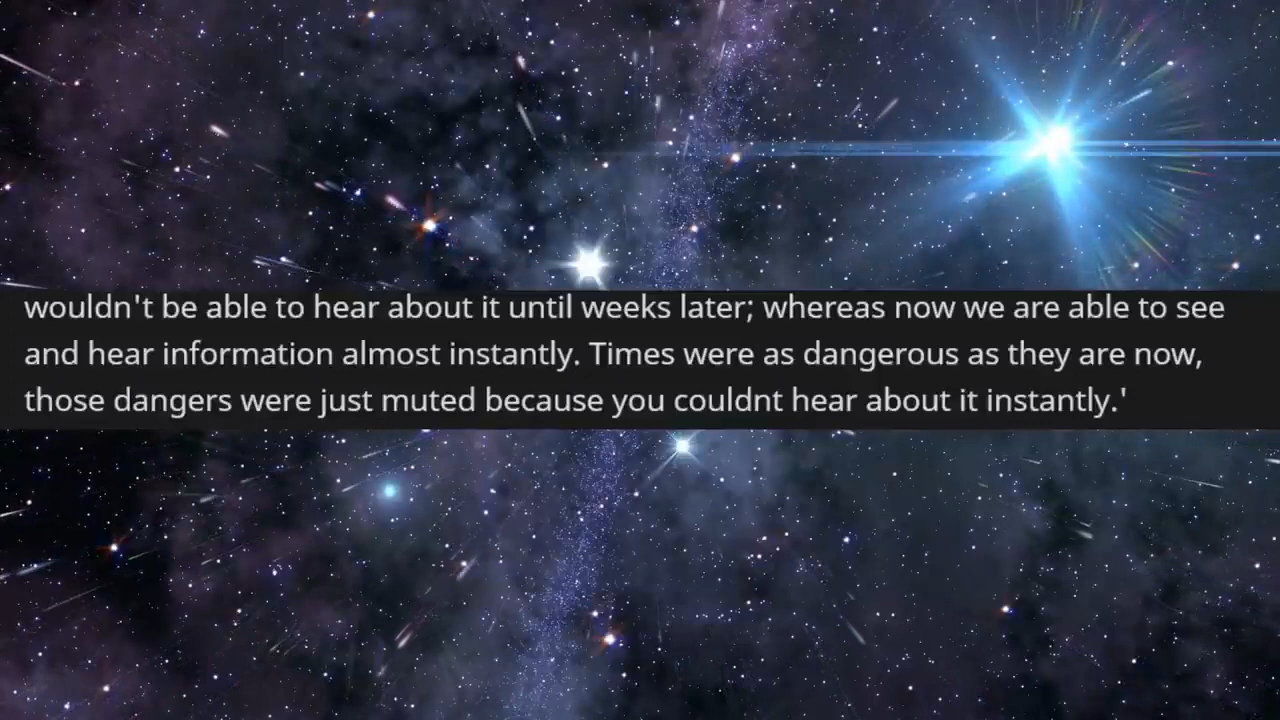 wouldn't be able to hear about it until weeks later; whereas now we are able to see
and hear information almost instantly. Times were as dangerous as they are now,
those dangers were just muted because you couldnt hear about it instantly.'